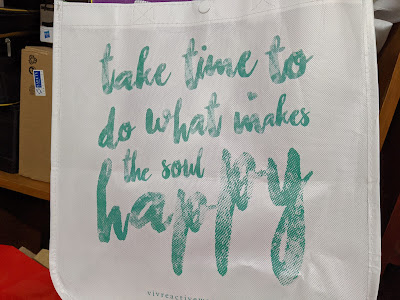 take time to
do what makes
the soul
happy